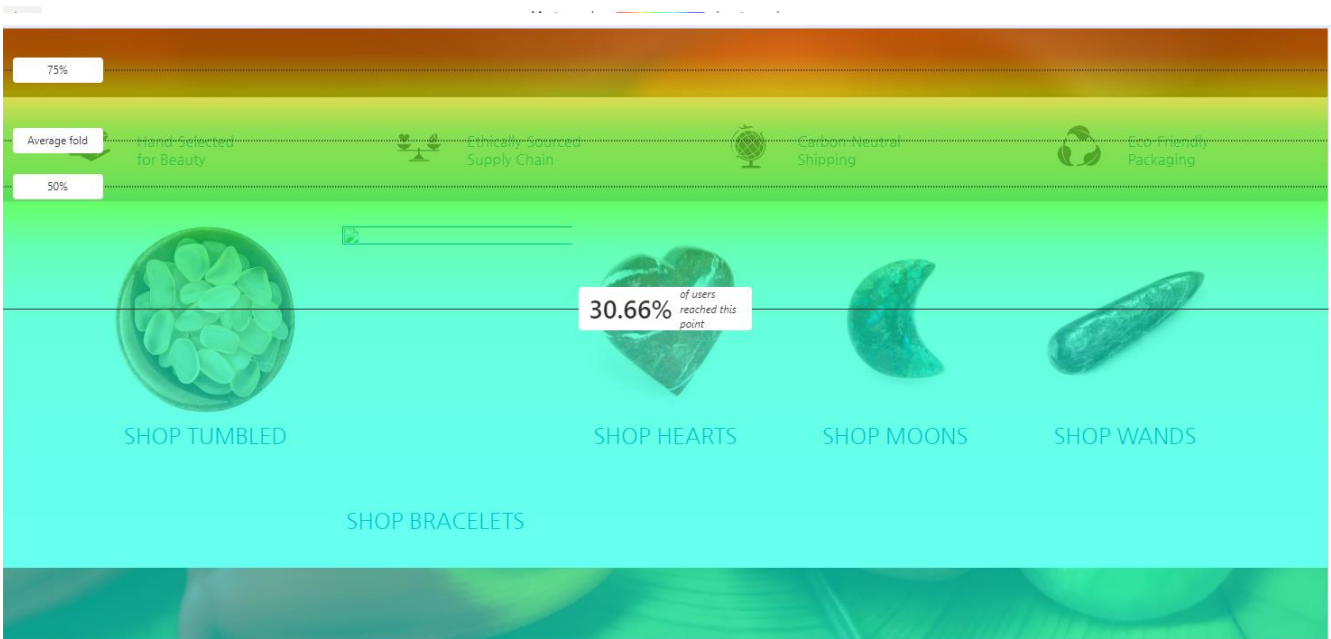 75%
Average fold
Hand-Selected
for Beauty
Ethically Sourced
Supply Chain
Carbon Neutral
Shipping
Eco-Friendly
Packaging
50%
30.66%
of users
reached this
point
SHOP TUMBLED
SHOP HEARTS
SHOP MOONS
SHOP WANDS
SHOP BRACELETS